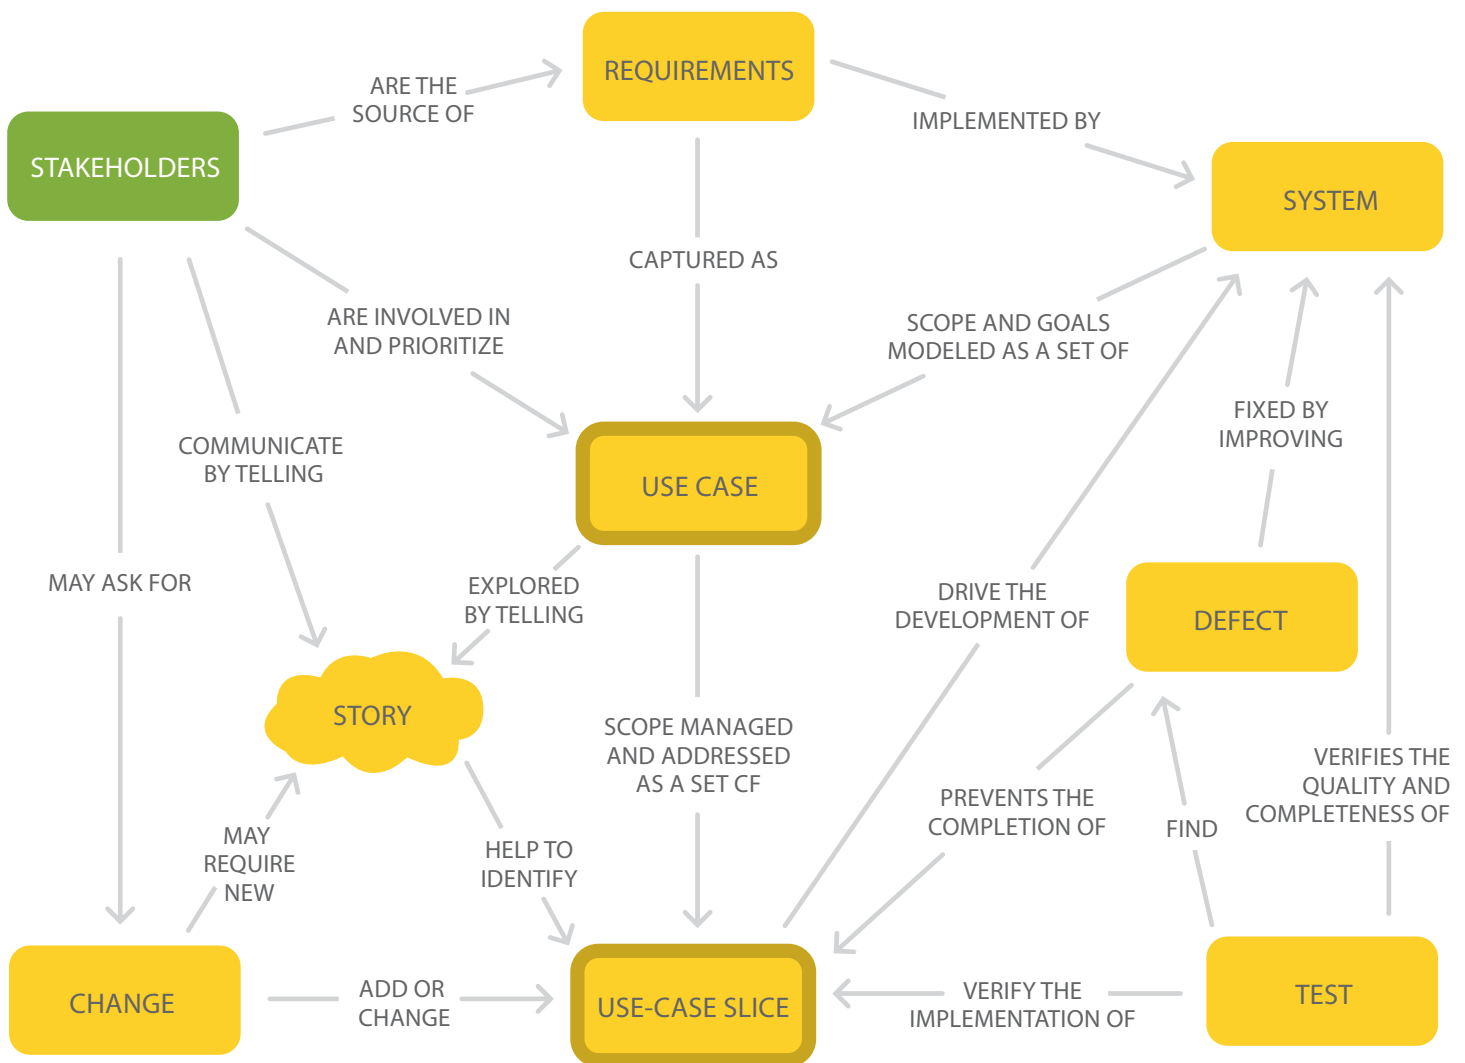 REQUIREMENTS
ARE THE
SOURCE OF
IMPLEMENTED BY
STAKEHOLDERS
SYSTEM
CAPTURED AS
ARE INVOLVED IN
AND PRIORITIZE
SCOPE AND GOALS
MODELED AS A SET OF
FIXED BY
IMPROVING
COMMUNICATE
BY TELLING
USE CASE
MAY ASK FOR
EXPLORED
BY TELLING
DRIVE THE
DEVELOPMENT OF
DEFECT
STORY
SCOPE MANAGED
AND ADDRESSED
AS A SET CF
VERIFIES THE
QUALITY AND
COMPLETENESS OF
PREVENTS THE
COMPLETION OF
FIND
MAY
REQUIRE
NEW
HELP TO
IDENTIFY
CHANGE
ADD OR
CHANGE
USE-CASE SLICE
VERIFY THE
IMPLEMENTATION OF
TEST